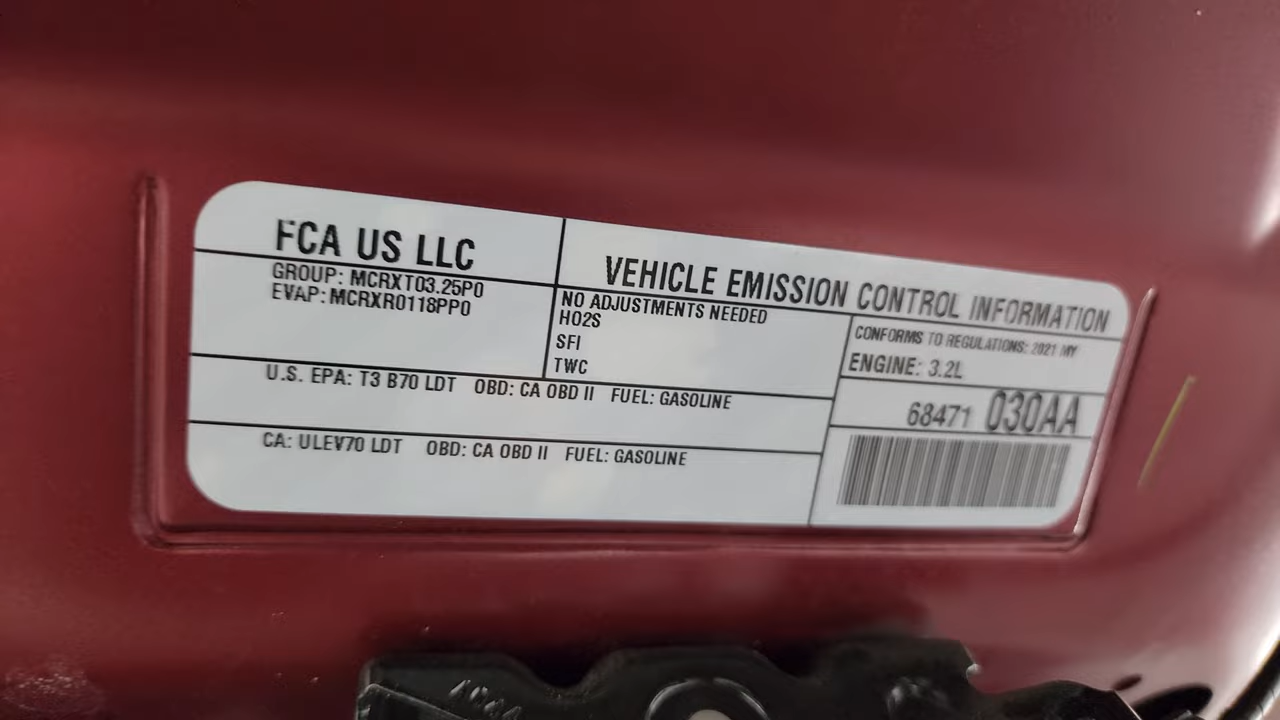 FCA US LLC
VEHICLE EMISSION CONTROL INFORMATION
GROUP: MCRXT03.25P0
EVAP: MCRXR0118PP0
NO ADJUSTMENTS NEEDED
HO2S
SFI
TWC
CONFORMS TO REGULATIONS: 2021 MY
ENGINE: 3.2L
U.S. EPA: T3 B70 LDT OBD: CA OBD II FUEL: GASOLINE
68471 030AA
CA: ULEV70 LDT OBD: CA OBD II FUEL: GASOLINE